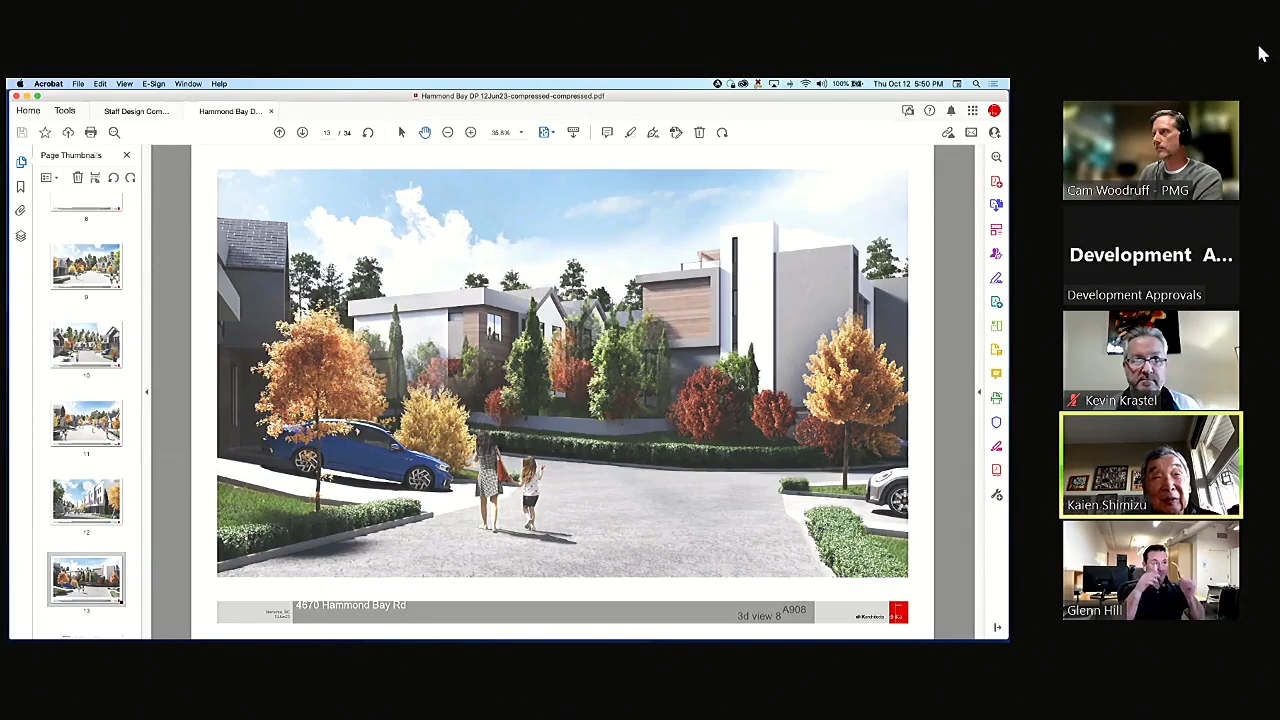 Acrobat File Edit View E-Sign Window Help
100% Thu Oct 12 5:50 PM
Hammond Bay DP 12Jun23-compressed-compressed.pdf
Home Tools Staff Design Com... Hammond Bay D... ×
13 / 34 35.8%
Page Thumbnails
8
9
10
11
12
13
4670 Hammond Bay Rd
3d view 8 A908
Cam Woodruff - PMG
Development A...
Development Approvals
Kevin Krastel
Kaien Shimizu
Glenn Hill